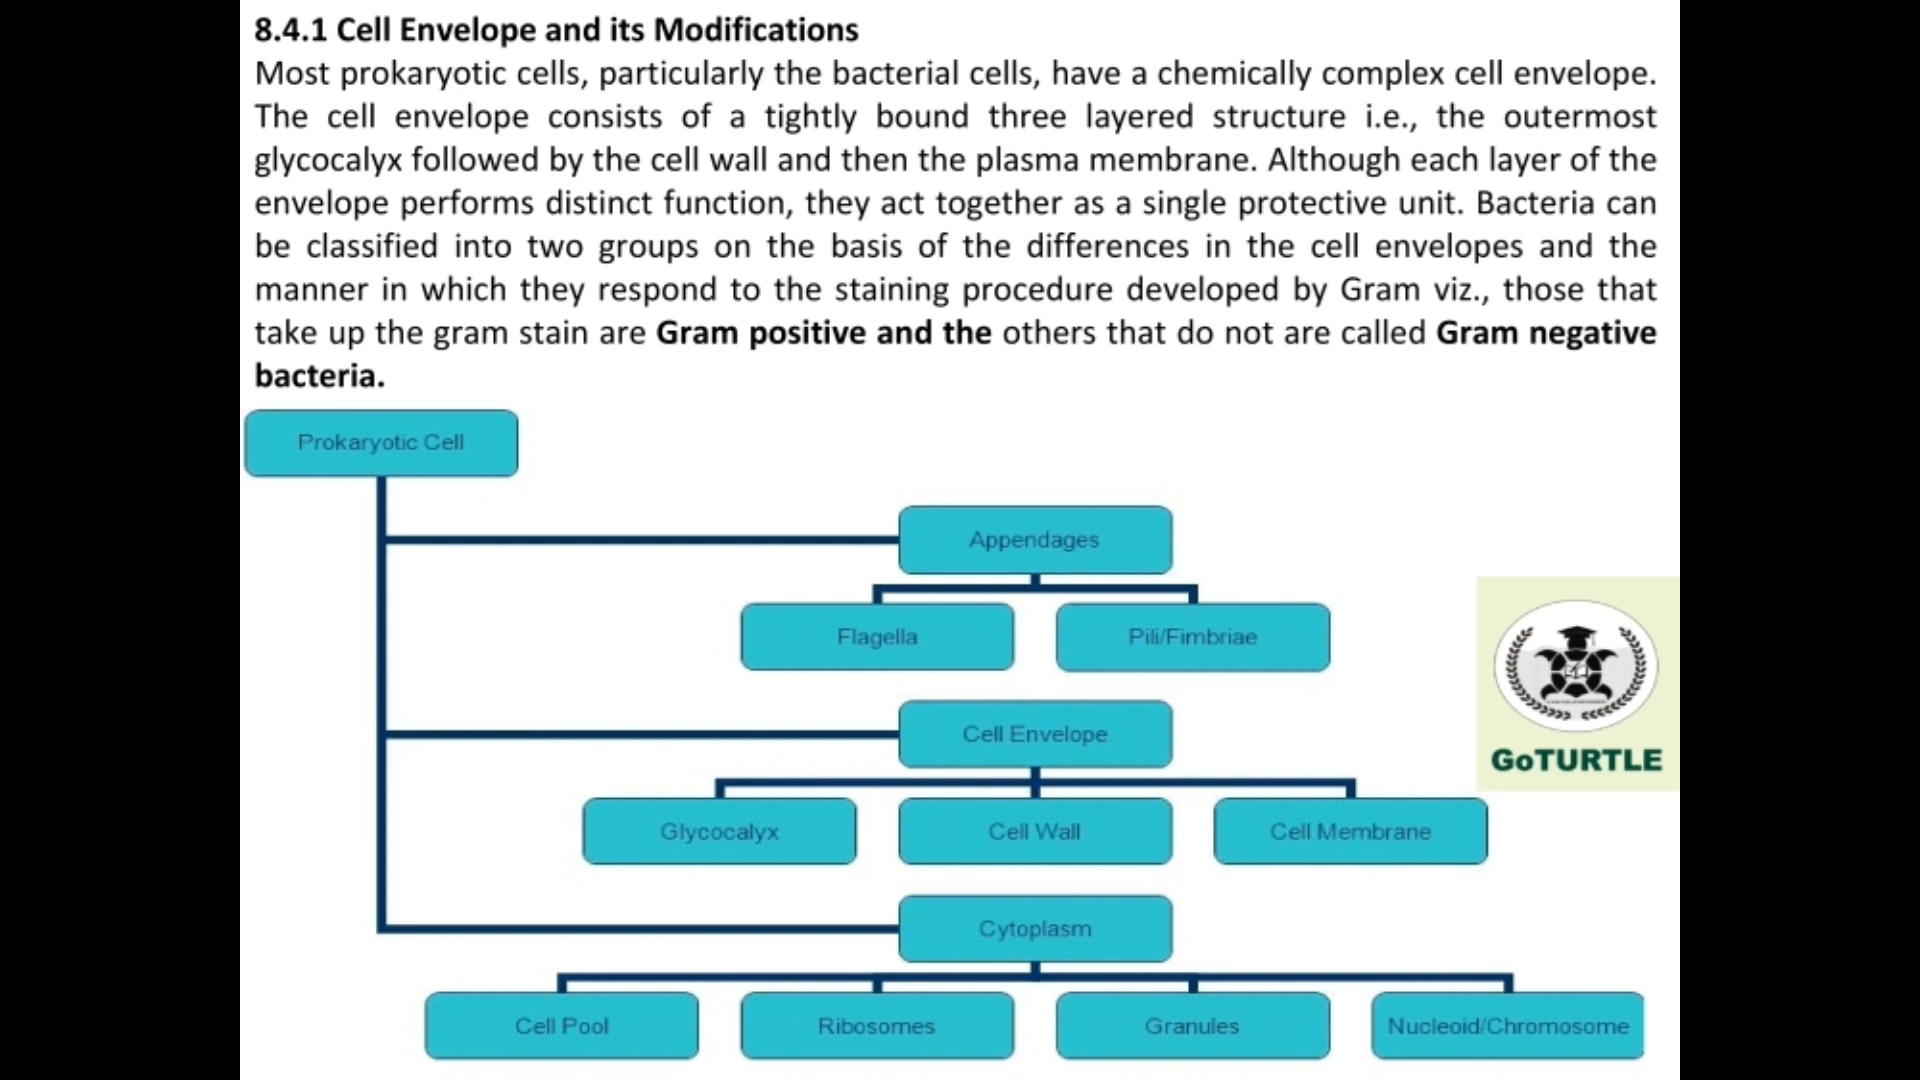 8.4.1 Cell Envelope and its Modifications
Most prokaryotic cells, particularly the bacterial cells, have a chemically complex cell envelope.
The cell envelope consists of a tightly bound three layered structure i.e., the outermost
glycocalyx followed by the cell wall and then the plasma membrane. Although each layer of the
envelope performs distinct function, they act together as a single protective unit. Bacteria can
be classified into two groups on the basis of the differences in the cell envelopes and the
manner in which they respond to the staining procedure developed by Gram viz., those that
take up the gram stain are Gram positive and the others that do not are called Gram negative
bacteria.
Prokaryotic Cell
Appendages
Flagella
Pili/Fimbriae
Cell Envelope
GoTURTLE
Glycocalyx
Cell Wall
Cell Membrane
Cytoplasm
Cell Pool
Ribosomes
Granules
Nucleoid/Chromosome